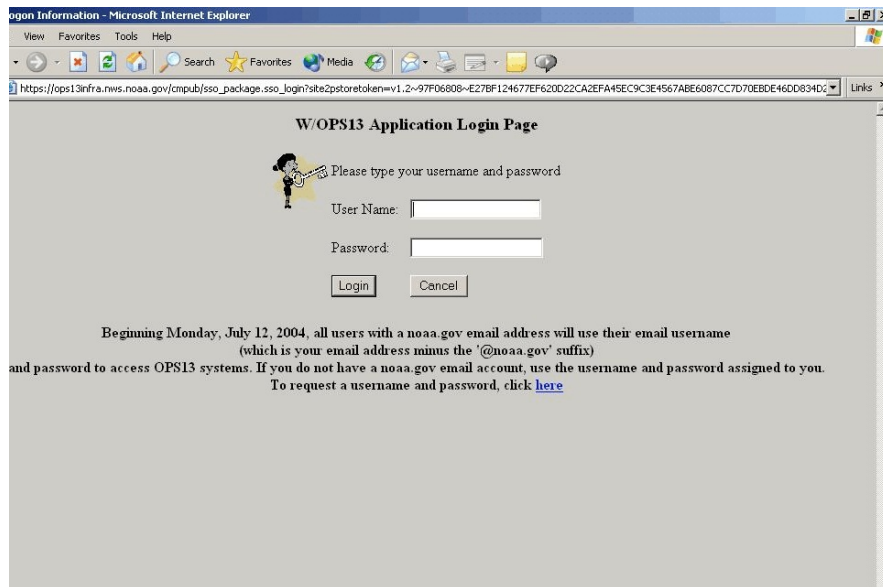 ogon Information - Microsoft Internet Explorer
View Favorites Tools Help
Search Favorites Media
https://ops13infra.nws.noaa.gov/cmpub/sso_package.sso_login?site2pstoretoken=v1.2~97F06808~E27BF124677EF620D22CA2EFA45EC9C3E4567ABE6087CC7D70EBDE46DD834D2 Links
W/OPS13 Application Login Page
Please type your username and password
User Name:
Password:
Login Cancel
Beginning Monday, July 12, 2004, all users with a noaa.gov email address will use their email username
(which is your email address minus the '@noaa.gov' suffix)
and password to access OPS13 systems. If you do not have a noaa.gov email account, use the username and password assigned to you.
To request a username and password, click here